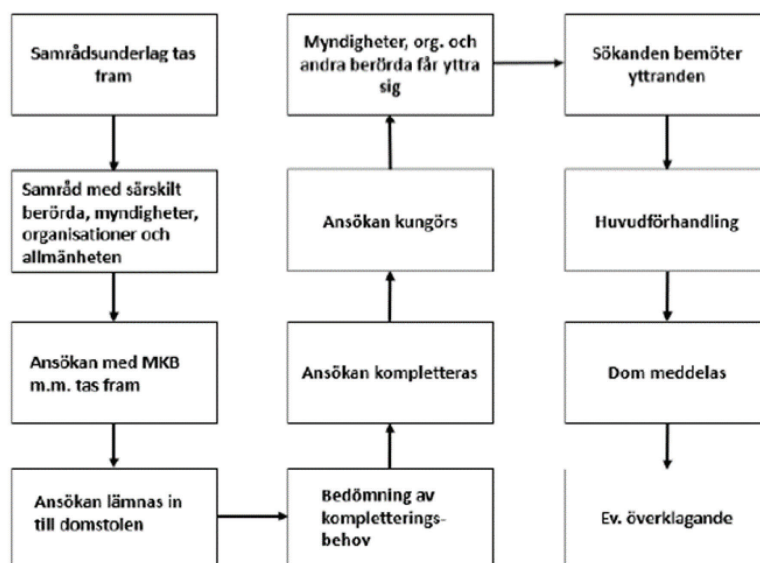 Samrådsunderlag tas
fram
Samråd med särskilt
berörda, myndigheter,
organisationer och
allmänheten
Ansökan med MKB
m.m. tas fram
Ansökan lämnas in
till domstolen
Bedömning av
kompletterings-
behov
Ansökan kompletteras
Ansökan kungörs
Myndigheter, org. och
andra berörda får yttra
sig
Sökanden bemöter
yttranden
Huvudförhandling
Dom meddelas
Ev. överklagande